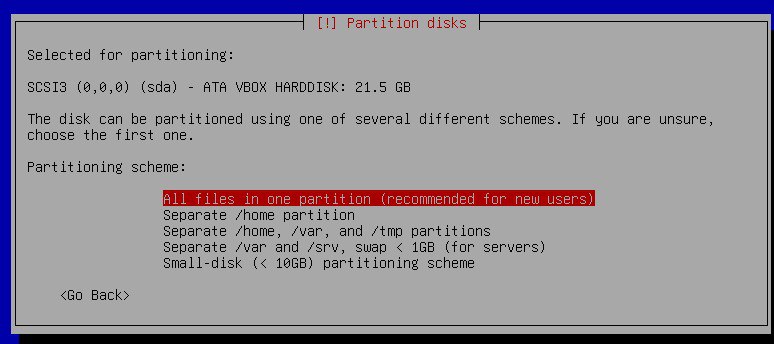 [!] Partition disks
Selected for partitioning:
SCSI3 (0,0,0) (sda) - ATA VBOX HARDDISK: 21.5 GB
The disk can be partitioned using one of several different schemes. If you are unsure,
choose the first one.
Partitioning scheme:
All files in one partition (recommended for new users)
Separate /home partition
Separate /home, /var, and /tmp partitions
Separate /var and /srv, swap < 1GB (for servers)
Small-disk (< 10GB) partitioning scheme
<Go Back>